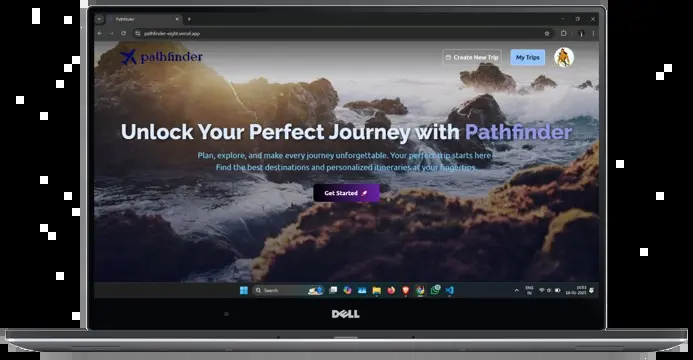 Pathfinder
pathfinder-eight.vercel.app
pathfinder
Create New Trip
My Trips
Unlock Your Perfect Journey with Pathfinder
Plan, explore, and make every journey unforgettable. Your perfect trip starts here
Find the best destinations and personalized itineraries at your fingertips
Get Started
Search
ENG
IN
DELL